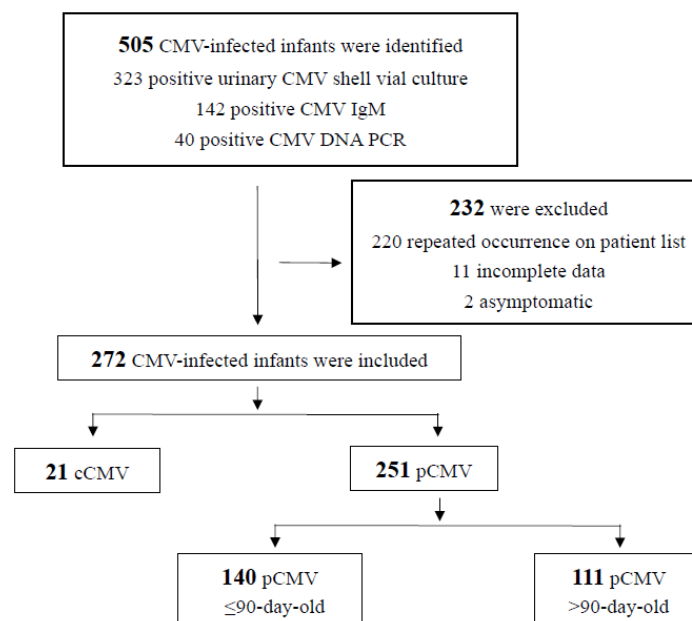 505 CMV-infected infants were identified
323 positive urinary CMV shell vial culture
142 positive CMV IgM
40 positive CMV DNA PCR
232 were excluded
220 repeated occurrence on patient list
11 incomplete data
2 asymptomatic
272 CMV-infected infants were included
21 cCMV
251 pCMV
140 pCMV
≤90-day-old
111 pCMV
>90-day-old